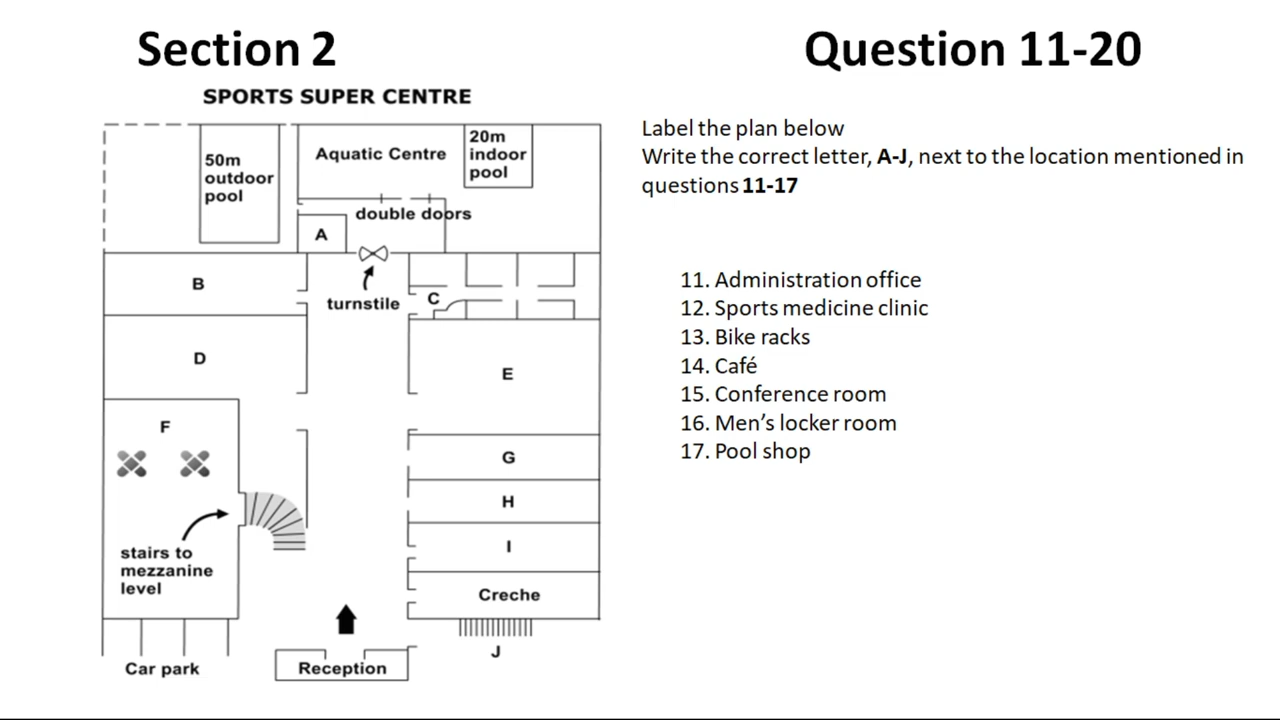 Section 2
Question 11-20
SPORTS SUPER CENTRE
50m
outdoor
pool
Aquatic Centre
20m
indoor
pool
double doors
A
B
turnstile
C
D
E
F
G
H
stairs to
mezzanine
level
I
Creche
J
Car park
Reception
Label the plan below
Write the correct letter, A-J, next to the location mentioned in
questions 11-17
11. Administration office
12. Sports medicine clinic
13. Bike racks
14. Café
15. Conference room
16. Men’s locker room
17. Pool shop